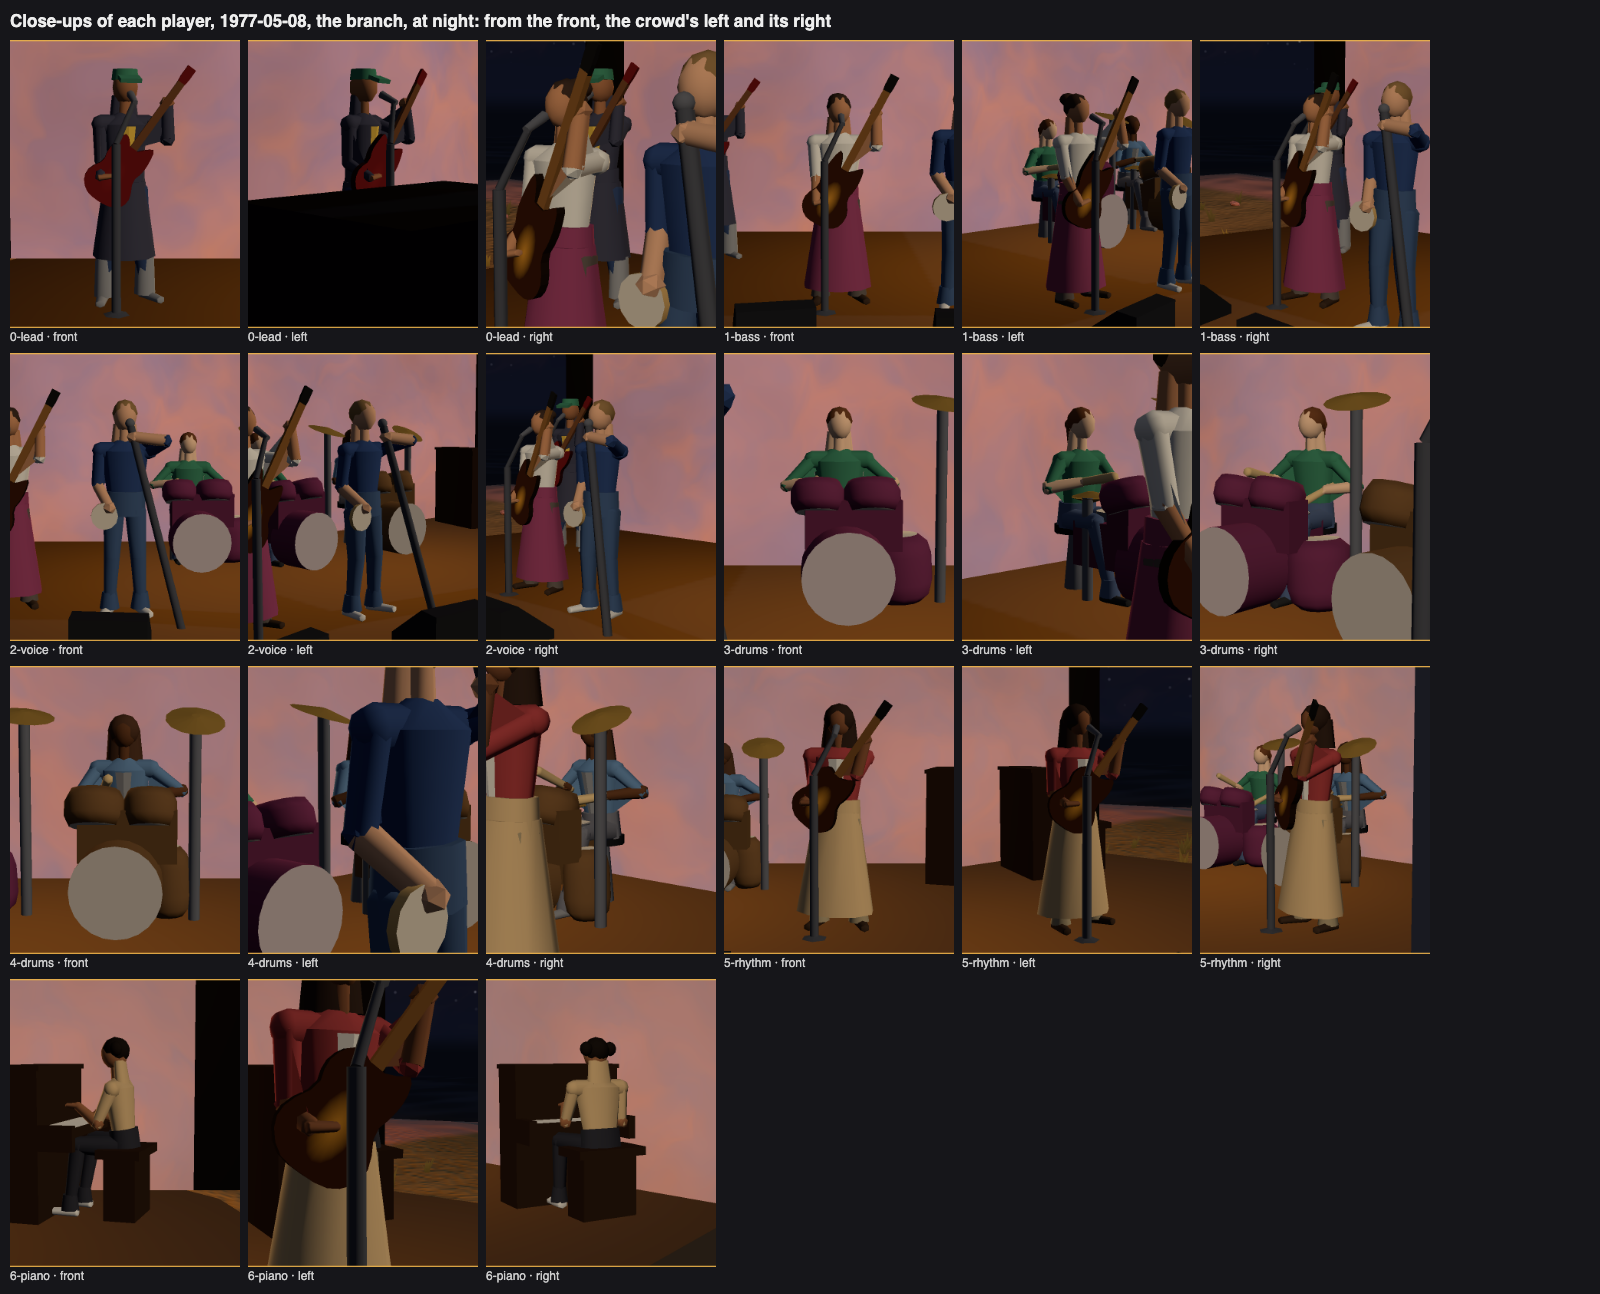 Close-ups of each player, 1977-05-08, the branch, at night: from the front, the crowd's left and its right
0-lead · front
0-lead · left
0-lead · right
1-bass · front
1-bass · left
1-bass · right
2-voice · front
2-voice · left
2-voice · right
3-drums · front
3-drums · left
3-drums · right
4-drums · front
4-drums · left
4-drums · right
5-rhythm · front
5-rhythm · left
5-rhythm · right
6-piano · front
6-piano · left
6-piano · right